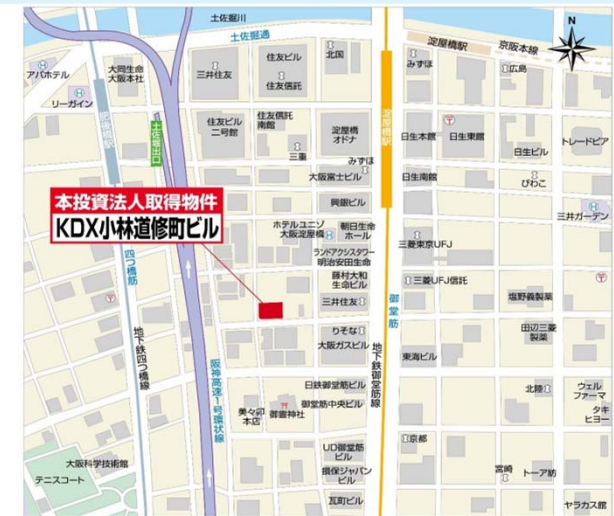 土佐堀川
土佐堀通
淀屋橋駅
京阪本線
N
アパホテル
大同生命
大阪本社
三井住友
住友ビル
住友信託
北国
みずほ
広島
リーガイン
肥後橋駅
土佐堀出口
住友ビル
二号館
住友信託
南館
三重
淀屋橋
オドナ
淀屋橋駅
日生本館
日生東館
日生ビル
トレードピア
みずほ
大阪富士ビル
日生南館
びわこ
興銀ビル
三井ガーデン
本投資法人取得物件
KDX小林道修町ビル
ホテルユニゾ
大阪淀屋橋
朝日生命
ホール
三菱東京UFJ
ランドアクシスタワー
明治安田生命
四つ橋筋
藤村大和
生命ビル
三菱UFJ信託
三井住友
御堂筋
塩野義製薬
りそな
大阪ガスビル
田辺三菱
製薬
地下鉄四つ橋線
阪神高速1号環状線
地下鉄御堂筋線
東海ビル
日鉄御堂筋ビル
北陸
ウェル
ファーマ
美々卯
本店
御霊神社
御堂筋中央ビル
タキ
ヒヨー
京都
UD御堂筋
ビル
大阪科学技術館
テニスコート
損保ジャパン
ビル
宮崎
トーア紡
瓦町ビル
ヤラカス館